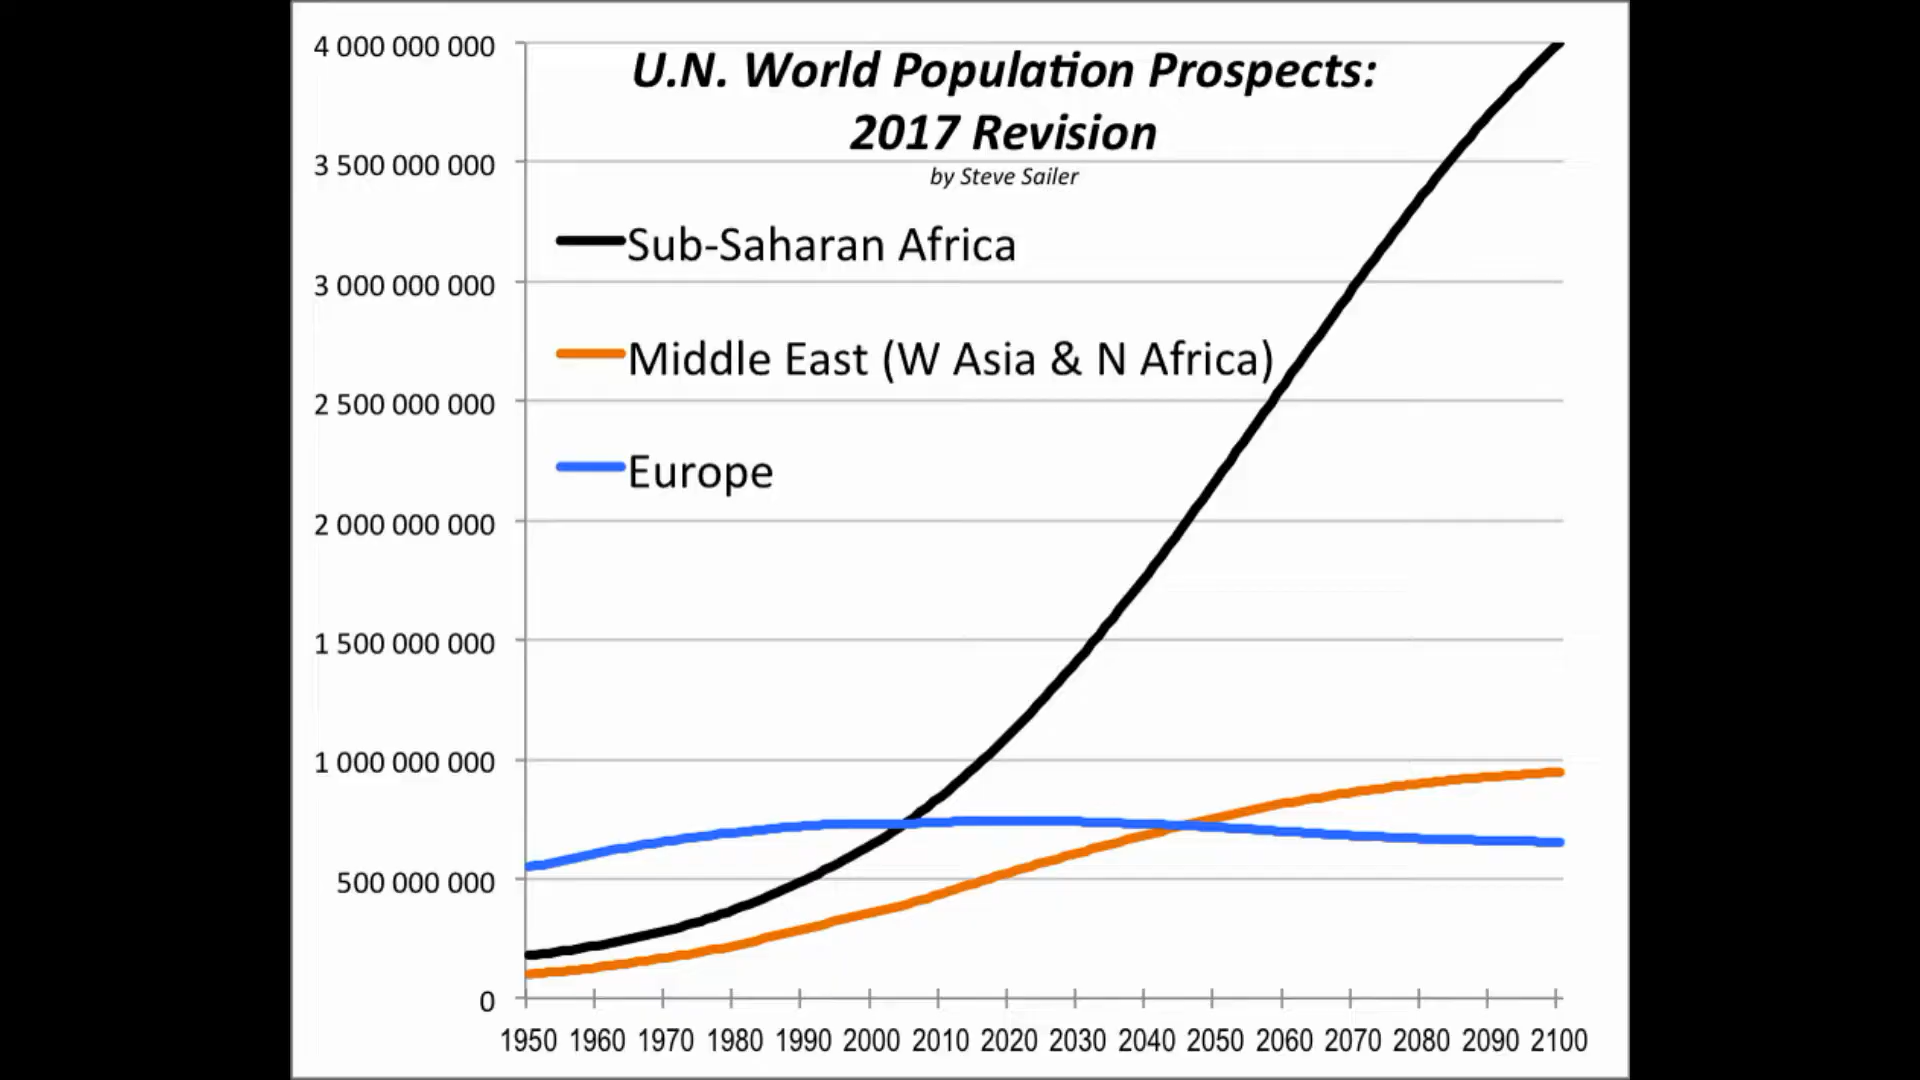 U.N. World Population Prospects:
2017 Revision
by Steve Sailer
Sub-Saharan Africa
Middle East (W Asia & N Africa)
Europe
4 000 000 000
3 500 000 000
3 000 000 000
2 500 000 000
2 000 000 000
1 500 000 000
1 000 000 000
500 000 000
0
1950 1960 1970 1980 1990 2000 2010 2020 2030 2040 2050 2060 2070 2080 2090 2100